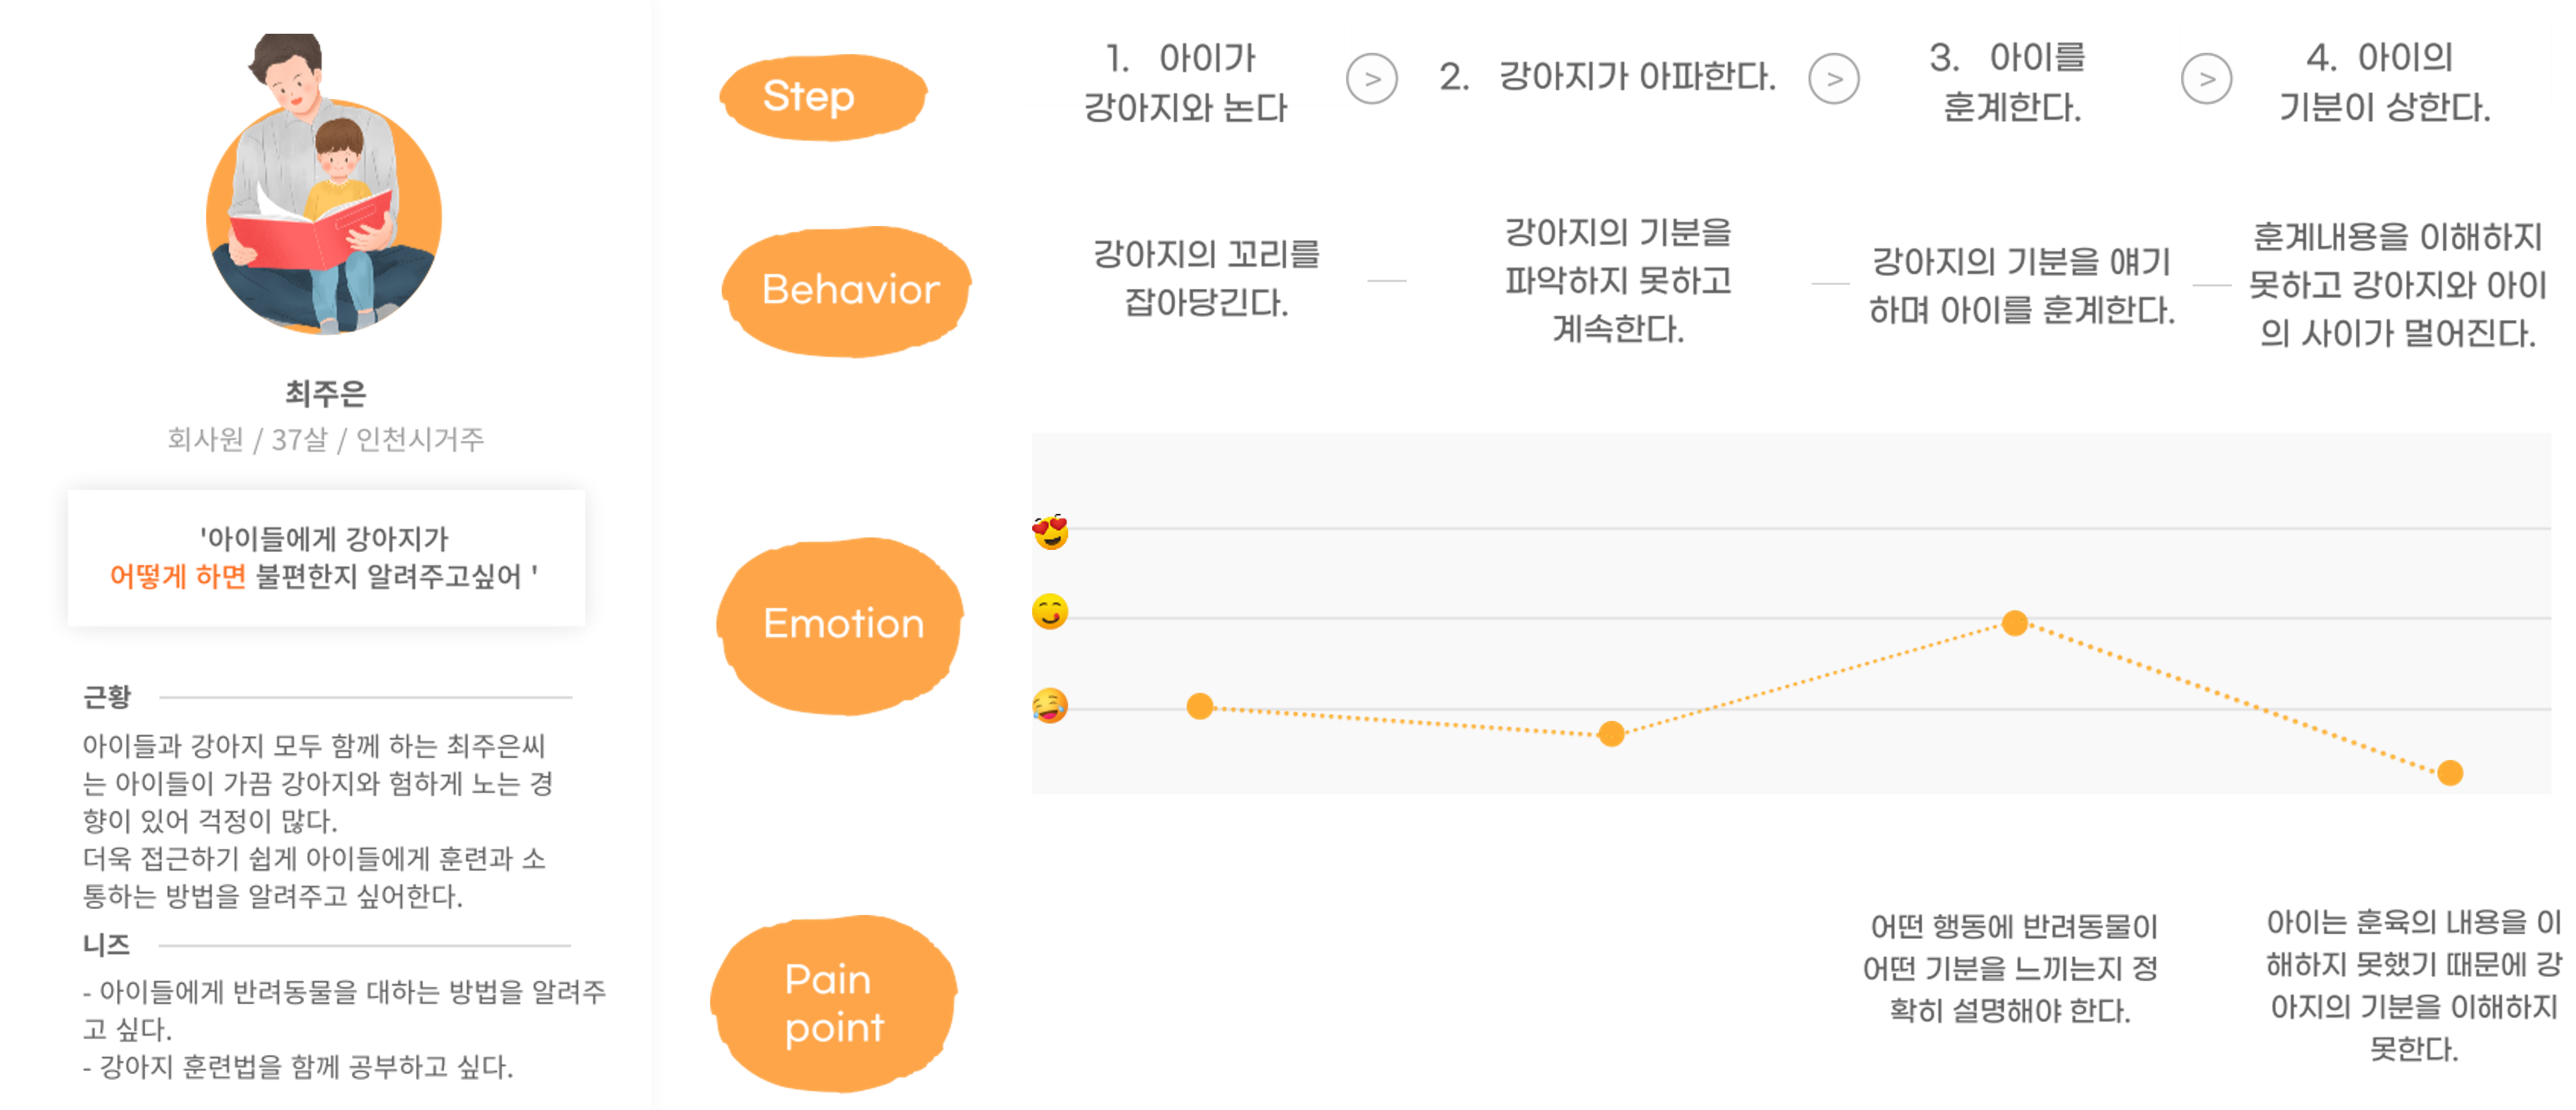 최주은
회사원 / 37살 / 인천시거주
'아이들에게 강아지가
어떻게 하면 불편한지 알려주고싶어 '
근황
아이들과 강아지 모두 함께 하는 최주은씨
는 아이들이 가끔 강아지와 험하게 노는 경
향이 있어 걱정이 많다.
더욱 접근하기 쉽게 아이들에게 훈련과 소
통하는 방법을 알려주고 싶어한다.
니즈
- 아이들에게 반려동물을 대하는 방법을 알려주
고 싶다.
- 강아지 훈련법을 함께 공부하고 싶다.
Step
1. 아이가
강아지와 논다
>
2. 강아지가 아파한다.
>
3. 아이를
훈계한다.
>
4. 아이의
기분이 상한다.
Behavior
강아지의 꼬리를
잡아당긴다.
강아지의 기분을
파악하지 못하고
계속한다.
강아지의 기분을 얘기
하며 아이를 훈계한다.
훈계내용을 이해하지
못하고 강아지와 아이
의 사이가 멀어진다.
Emotion
Pain
point
어떤 행동에 반려동물이
어떤 기분을 느끼는지 정
확히 설명해야 한다.
아이는 훈육의 내용을 이
해하지 못했기 때문에 강
아지의 기분을 이해하지
못한다.